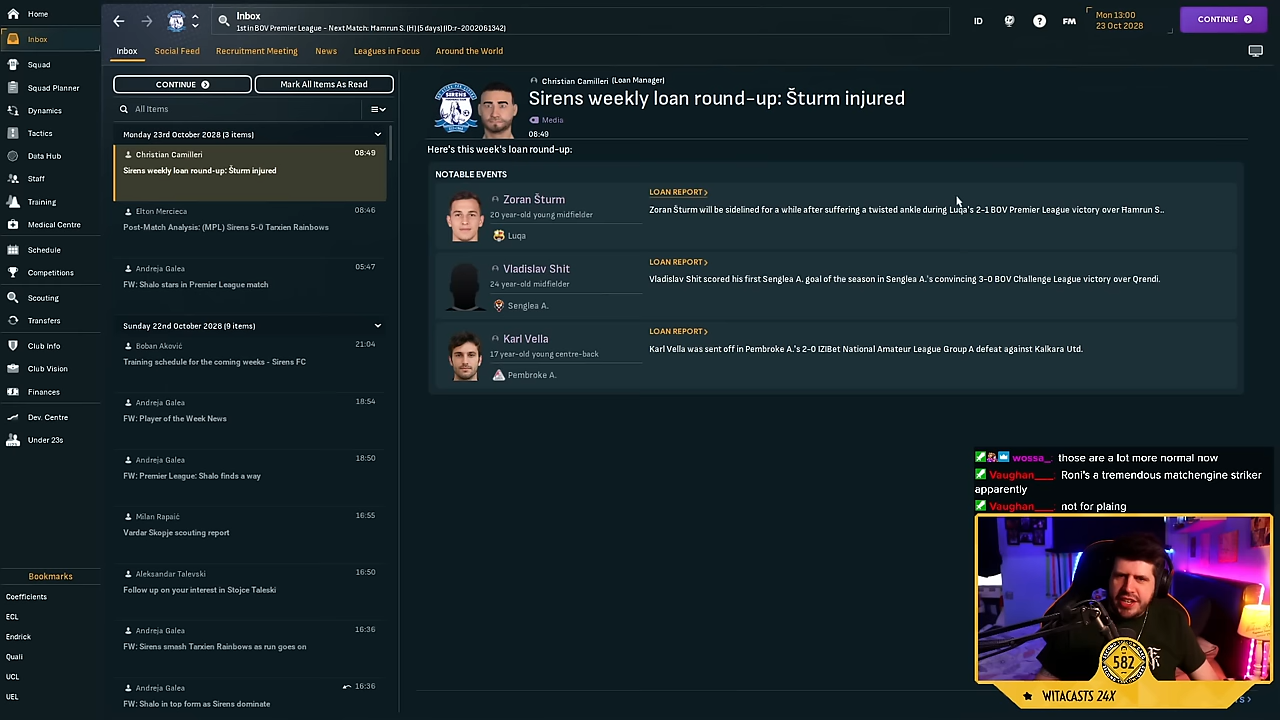 Home
Inbox
Squad
Squad Planner
Dynamics
Tactics
Data Hub
Staff
Training
Medical Centre
Schedule
Competitions
Scouting
Transfers
Club Info
Club Vision
Finances
Dev. Centre
Under 23s
Bookmarks
Coefficients
ECL
Endrick
Quali
UCL
UEL
Inbox
1st in BOV Premier League - Next Match: Hamrun S. (H) (5 days) (ID:r-2002061342)
ID
?
FM
Mon 13:00
23 Oct 2028
CONTINUE
Inbox
Social Feed
Recruitment Meeting
News
Leagues in Focus
Around the World
CONTINUE
Mark All Items As Read
All Items
Monday 23rd October 2028 (3 items)
Christian Camilleri
08:49
Sirens weekly loan round-up: Šturm injured
Elton Mercieca
08:46
Post-Match Analysis: (MPL) Sirens 5-0 Tarxien Rainbows
Andreja Galea
05:47
FW: Shalo stars in Premier League match
Sunday 22nd October 2028 (9 items)
Boban Aković
21:04
Training schedule for the coming weeks - Sirens FC
Andreja Galea
18:54
FW: Player of the Week News
Andreja Galea
18:50
FW: Premier League: Shalo finds a way
Milan Rapaić
16:55
Vardar Skopje scouting report
Aleksandar Talevski
16:50
Follow up on your interest in Stojce Taleski
Andreja Galea
16:36
FW: Sirens smash Tarxien Rainbows as run goes on
Andreja Galea
16:36
FW: Shalo in top form as Sirens dominate
SIRENS
Christian Camilleri (Loan Manager)
Sirens weekly loan round-up: Šturm injured
Media
08:49
Here's this week's loan round-up:
NOTABLE EVENTS
Zoran Šturm
20 year-old young midfielder
Luqa
LOAN REPORT
Zoran Šturm will be sidelined for a while after suffering a twisted ankle during Luqa's 2-1 BOV Premier League victory over Ħamrun S..
Vladislav Shit
24 year-old midfielder
Senglea A.
LOAN REPORT
Vladislav Shit scored his first Senglea A. goal of the season in Senglea A.'s convincing 3-0 BOV Challenge League victory over Qrendi.
Karl Vella
17 year-old young centre-back
Pembroke A.
LOAN REPORT
Karl Vella was sent off in Pembroke A.'s 2-0 IZIBet National Amateur League Group A defeat against Kalkara Utd.
wossa_: those are a lot more normal now
Vaughan___: Roni's a tremendous matchengine striker
apparently
Vaughan___: not for plaing
582
WITACASTS 24X